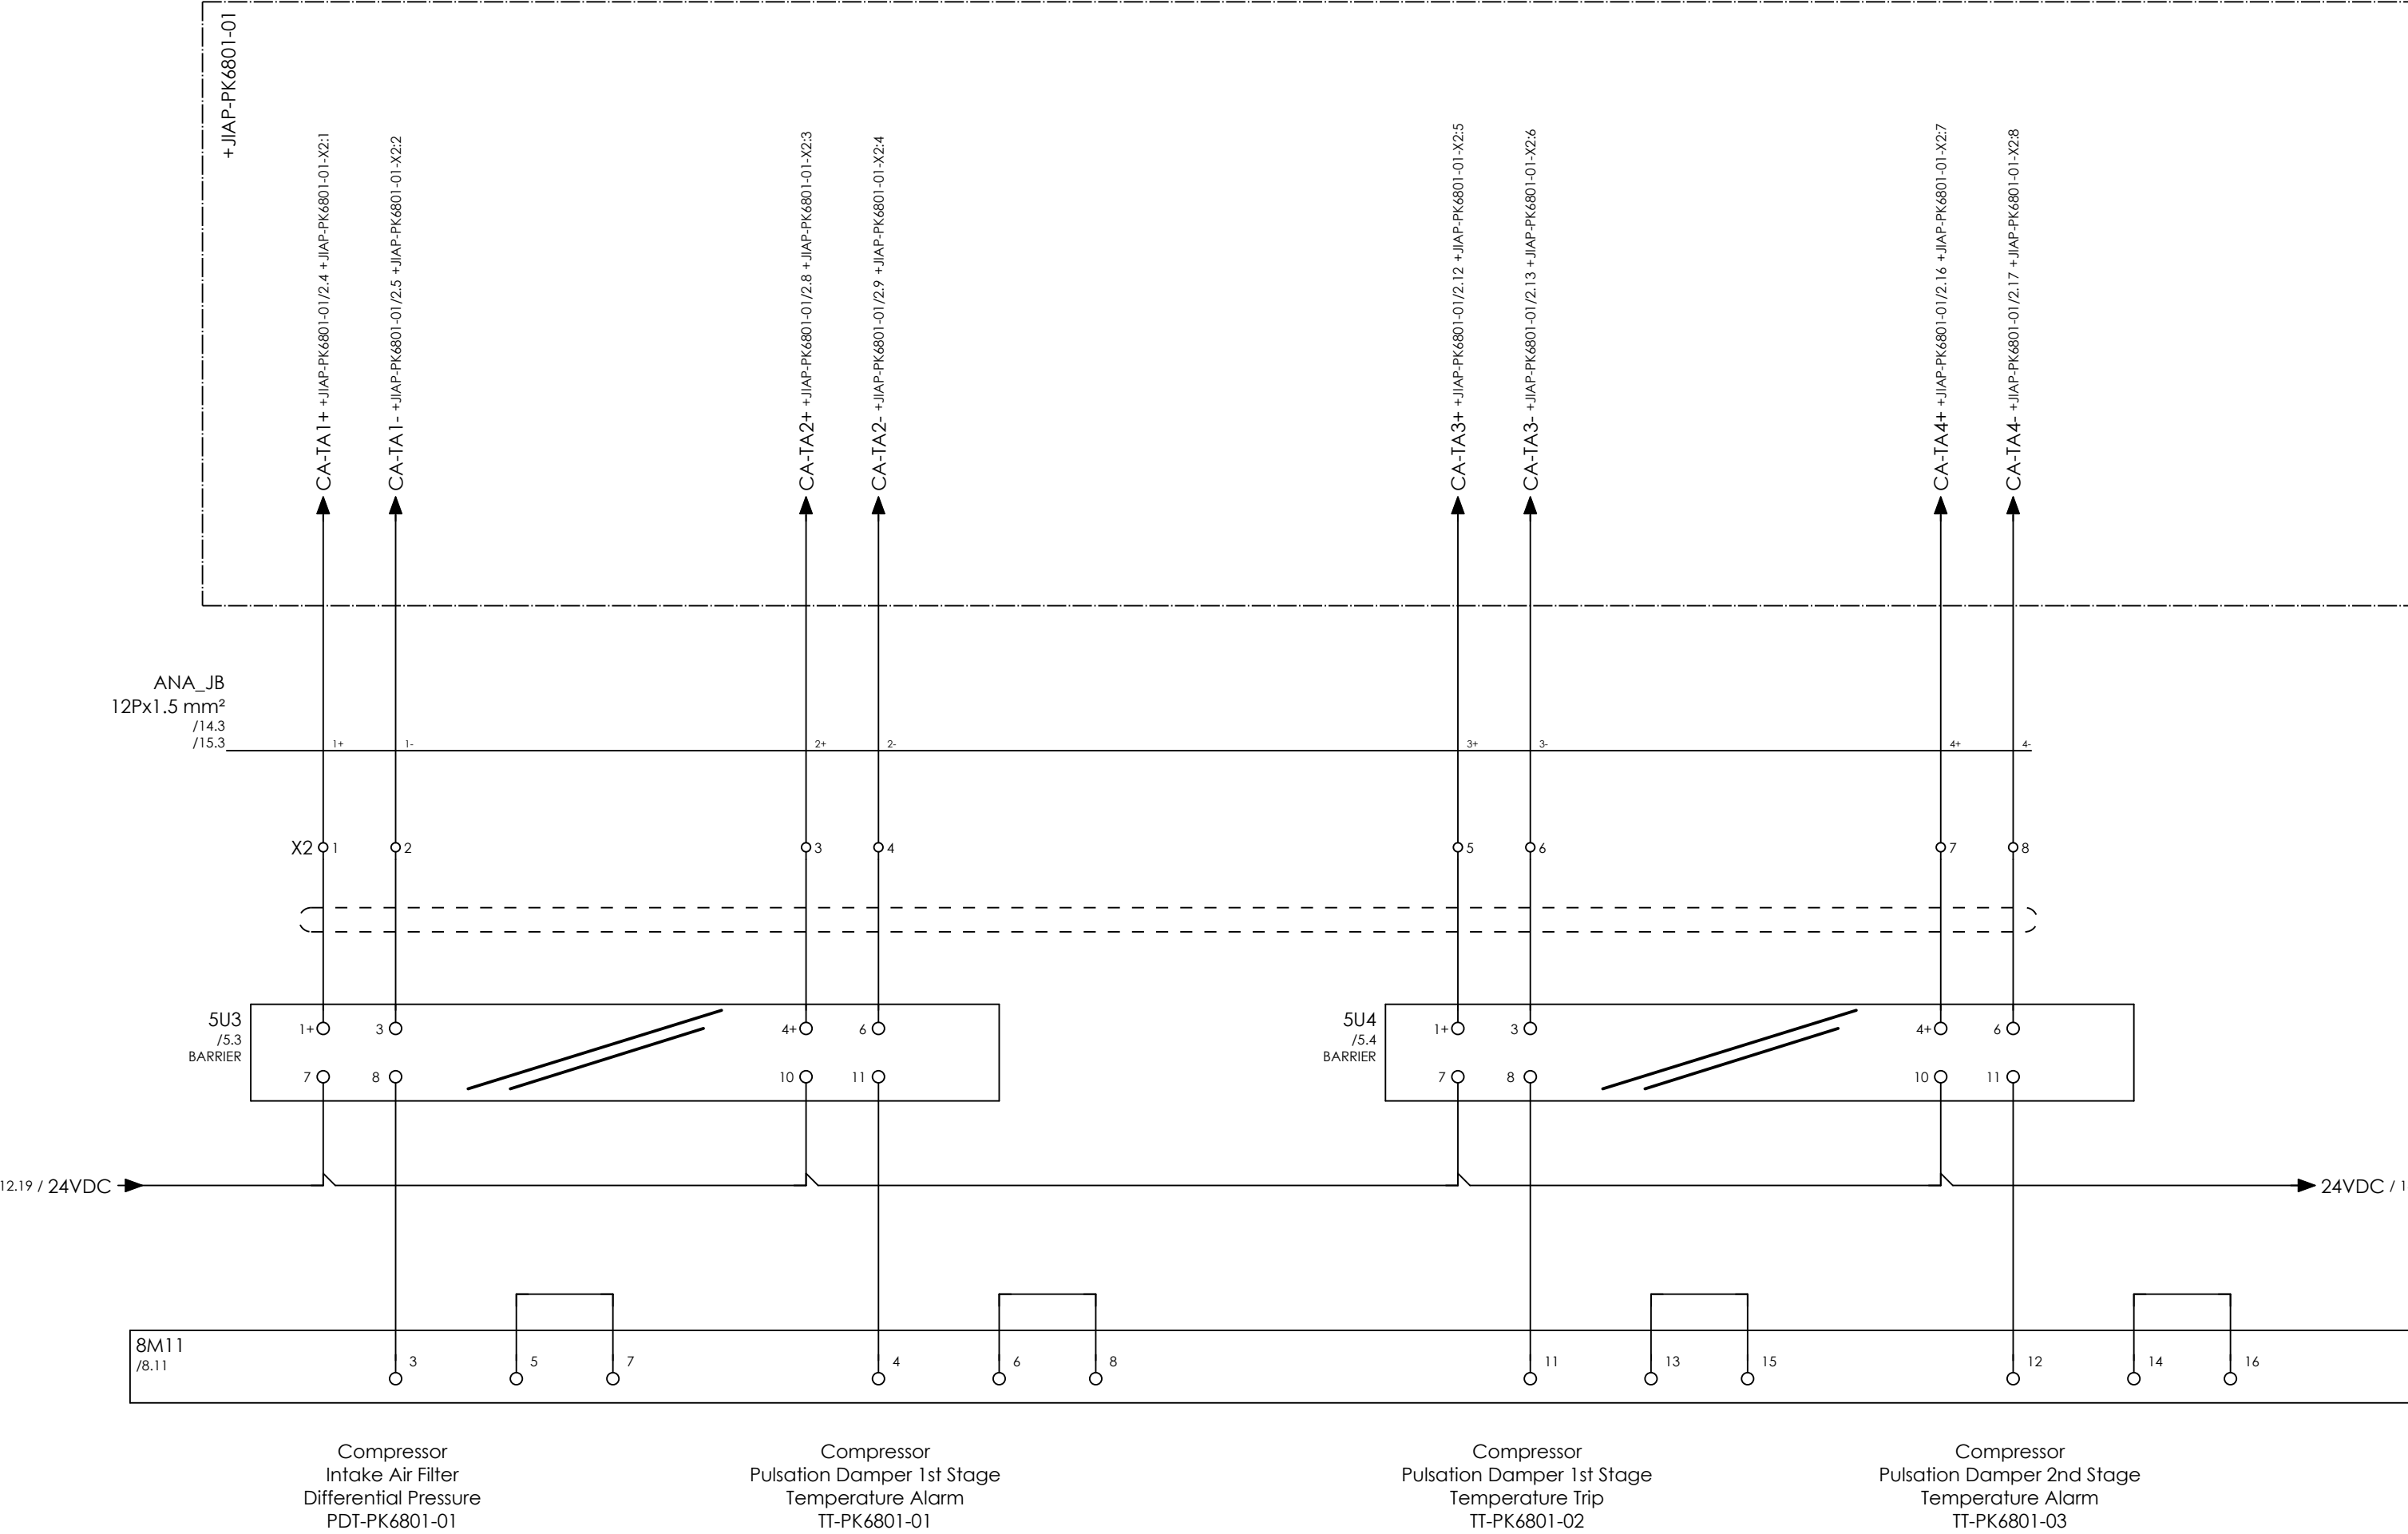 +JIAP-PK6801-01
CA-TA1+ +JIAP-PK6801-01/2.4 +JIAP-PK6801-01-X2:1
CA-TA1- +JIAP-PK6801-01/2.5 +JIAP-PK6801-01-X2:2
CA-TA2+ +JIAP-PK6801-01/2.8 +JIAP-PK6801-01-X2:3
CA-TA2- +JIAP-PK6801-01/2.9 +JIAP-PK6801-01-X2:4
CA-TA3+ +JIAP-PK6801-01/2.12 +JIAP-PK6801-01-X2:5
CA-TA3- +JIAP-PK6801-01/2.13 +JIAP-PK6801-01-X2:6
CA-TA4+ +JIAP-PK6801-01/2.16 +JIAP-PK6801-01-X2:7
CA-TA4- +JIAP-PK6801-01/2.17 +JIAP-PK6801-01-X2:8
ANA_JB
12Px1.5 mm²
/14.3
/15.3
1+ 1- 2+ 2- 3+ 3- 4+ 4-
X2 1 2 3 4 5 6 7 8
5U3
/5.3
BARRIER
1+ 3 4+ 6
7 8 10 11
5U4
/5.4
BARRIER
1+ 3 4+ 6
7 8 10 11
12.19 / 24VDC
24VDC / 1
8M11
/8.11
3 5 7 4 6 8 11 13 15 12 14 16
Compressor
Intake Air Filter
Differential Pressure
PDT-PK6801-01
Compressor
Pulsation Damper 1st Stage
Temperature Alarm
TT-PK6801-01
Compressor
Pulsation Damper 1st Stage
Temperature Trip
TT-PK6801-02
Compressor
Pulsation Damper 2nd Stage
Temperature Alarm
TT-PK6801-03